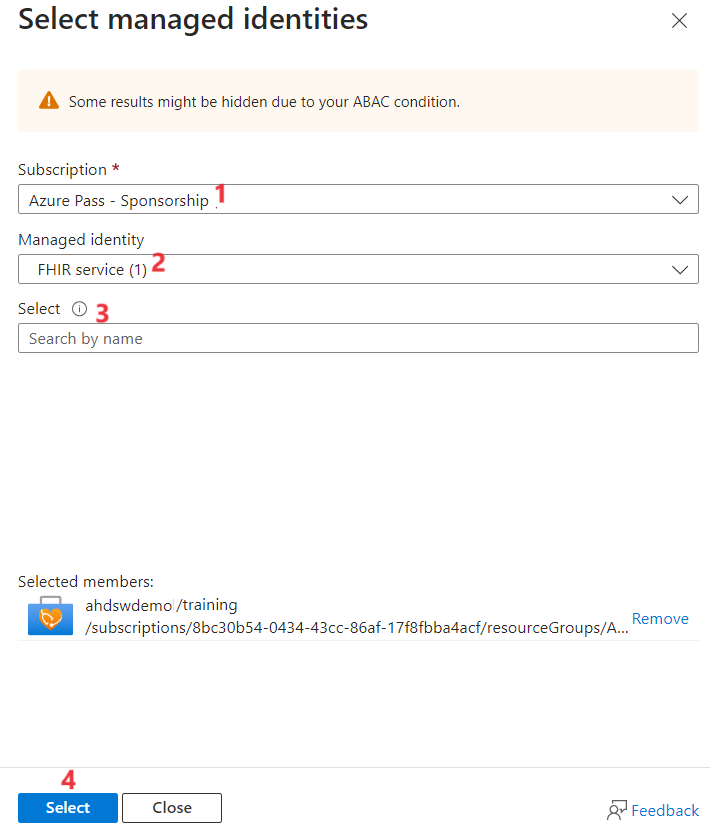 Select managed identities
Some results might be hidden due to your ABAC condition.
Subscription *
Azure Pass - Sponsorship 1
Managed identity
FHIR service (1) 2
Select 3
Search by name
Selected members:
ahdswdemo/training
/subscriptions/8bc30b54-0434-43cc-86af-17f8fbba4acf/resourceGroups/A...
Remove
4
Select
Close
Feedback